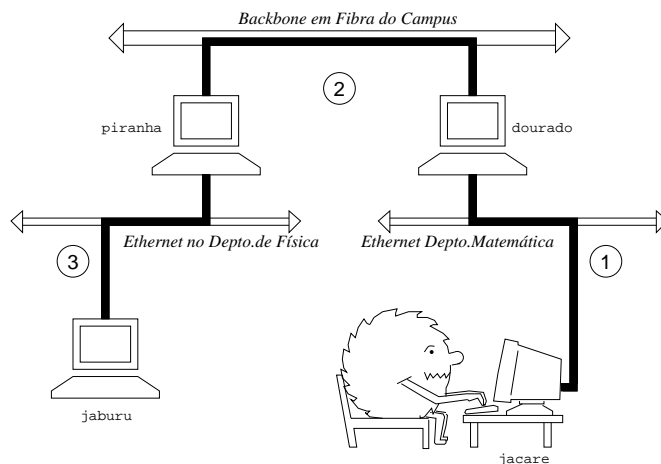 Backbone em Fibra do Campus
2
piranha
dourado
Ethernet no Depto.de Física
Ethernet Depto.Matemática
3
1
jaburu
jacare